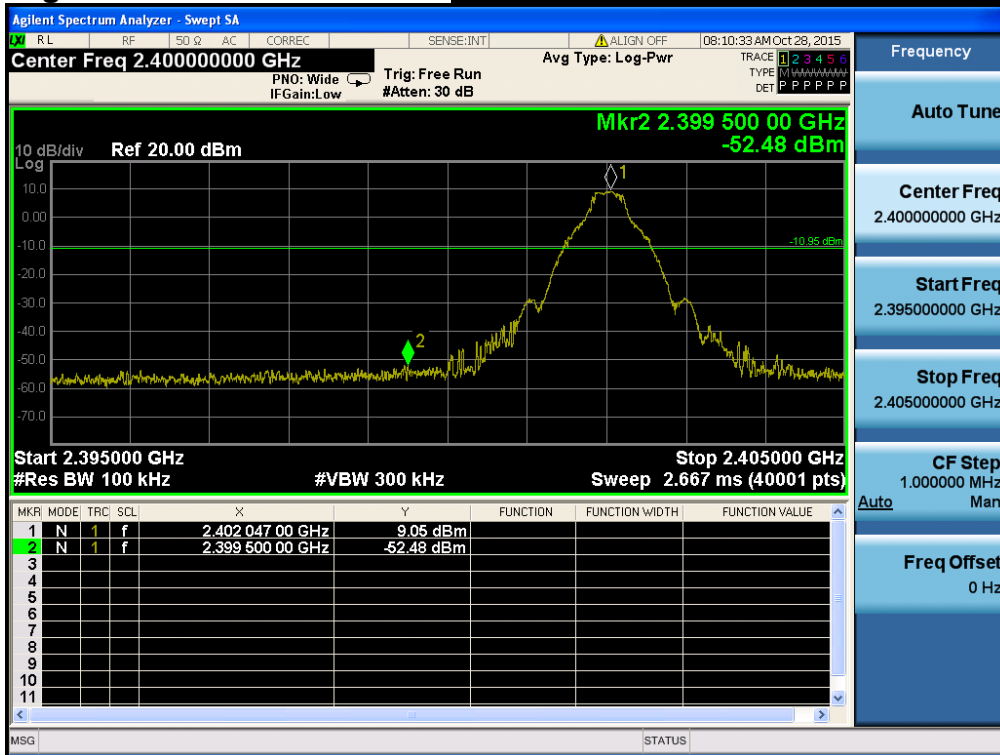 Agilent Spectrum Analyzer - Swept SA
LXI RL RF 50 Ω AC CORREC SENSE:INT ALIGN OFF 08:10:33 AM Oct 28, 2015
Center Freq 2.400000000 GHz
PNO: Wide
IFGain:Low
Trig: Free Run
#Atten: 30 dB
Avg Type: Log-Pwr
TRACE 1 2 3 4 5 6
TYPE M
DET P P P P P P
Mkr2 2.399 500 00 GHz
-52.48 dBm
10 dB/div Ref 20.00 dBm
Log
1
10.0
0.00
-10.0
-10.95 dBm
-20.0
-30.0
-40.0
2
-50.0
-60.0
-70.0
Start 2.395000 GHz Stop 2.405000 GHz
#Res BW 100 kHz #VBW 300 kHz Sweep 2.667 ms (40001 pts)
MKR MODE TRC SCL X Y FUNCTION FUNCTION WIDTH FUNCTION VALUE
1 N 1 f 2.402 047 00 GHz 9.05 dBm
2 N 1 f 2.399 500 00 GHz -52.48 dBm
3
4
5
6
7
8
9
10
11
MSG STATUS
Frequency
Auto Tune
Center Freq
2.400000000 GHz
Start Freq
2.395000000 GHz
Stop Freq
2.405000000 GHz
CF Step
1.000000 MHz
Auto Man
Freq Offset
0 Hz